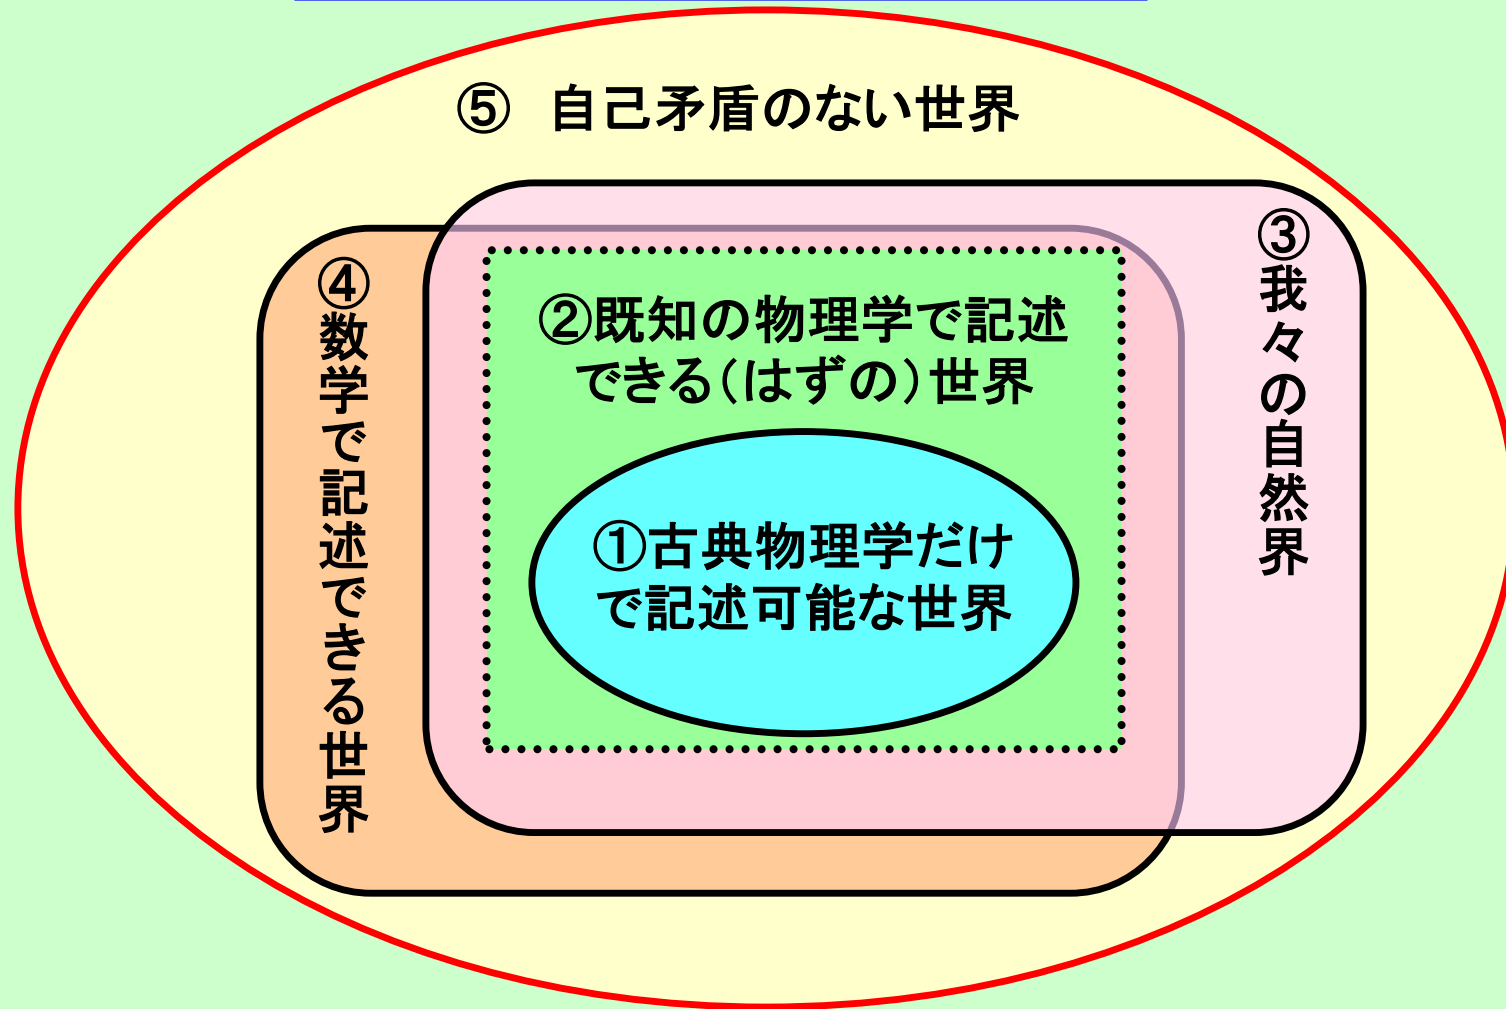 ⑤　自己矛盾のない世界
④数学で記述できる世界
②既知の物理学で記述
できる（はずの）世界
①古典物理学だけ
で記述可能な世界
③我々の自然界